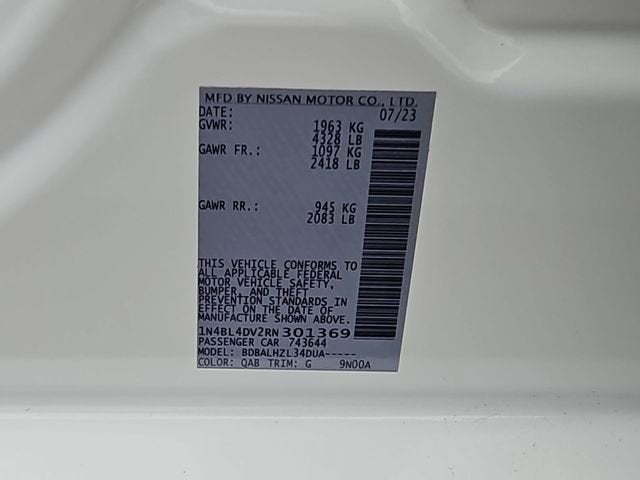 MFD BY NISSAN MOTOR CO., LTD.
DATE: 07/23
GVWR: 1963 KG
4328 LB
GAWR FR.: 1097 KG
2418 LB
GAWR RR.: 945 KG
2083 LB
THIS VEHICLE CONFORMS TO
ALL APPLICABLE FEDERAL
MOTOR VEHICLE SAFETY,
BUMPER, AND THEFT
PREVENTION STANDARDS IN
EFFECT ON THE DATE OF
MANUFACTURE SHOWN ABOVE.
1N4BL4DV2RN301369
PASSENGER CAR 743644
MODEL: BDBALHZL34DUA-----
COLOR: QAB TRIM: G 9N00A